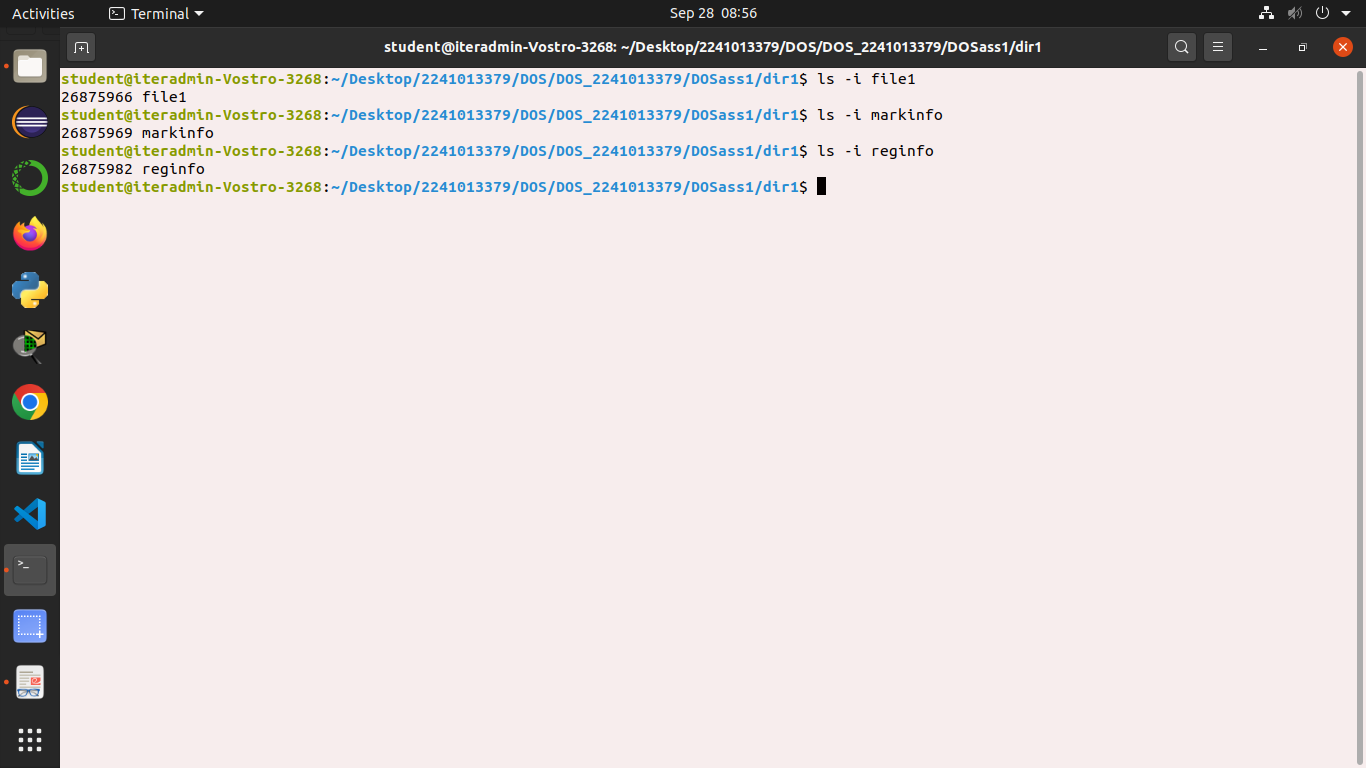 Activities
Terminal
Sep 28 08:56
student@iteradmin-Vostro-3268: ~/Desktop/2241013379/DOS/DOS_2241013379/DOSass1/dir1
student@iteradmin-Vostro-3268:~/Desktop/2241013379/DOS/DOS_2241013379/DOSass1/dir1$ ls -i file1
26875966 file1
student@iteradmin-Vostro-3268:~/Desktop/2241013379/DOS/DOS_2241013379/DOSass1/dir1$ ls -i markinfo
26875969 markinfo
student@iteradmin-Vostro-3268:~/Desktop/2241013379/DOS/DOS_2241013379/DOSass1/dir1$ ls -i reginfo
26875982 reginfo
student@iteradmin-Vostro-3268:~/Desktop/2241013379/DOS/DOS_2241013379/DOSass1/dir1$